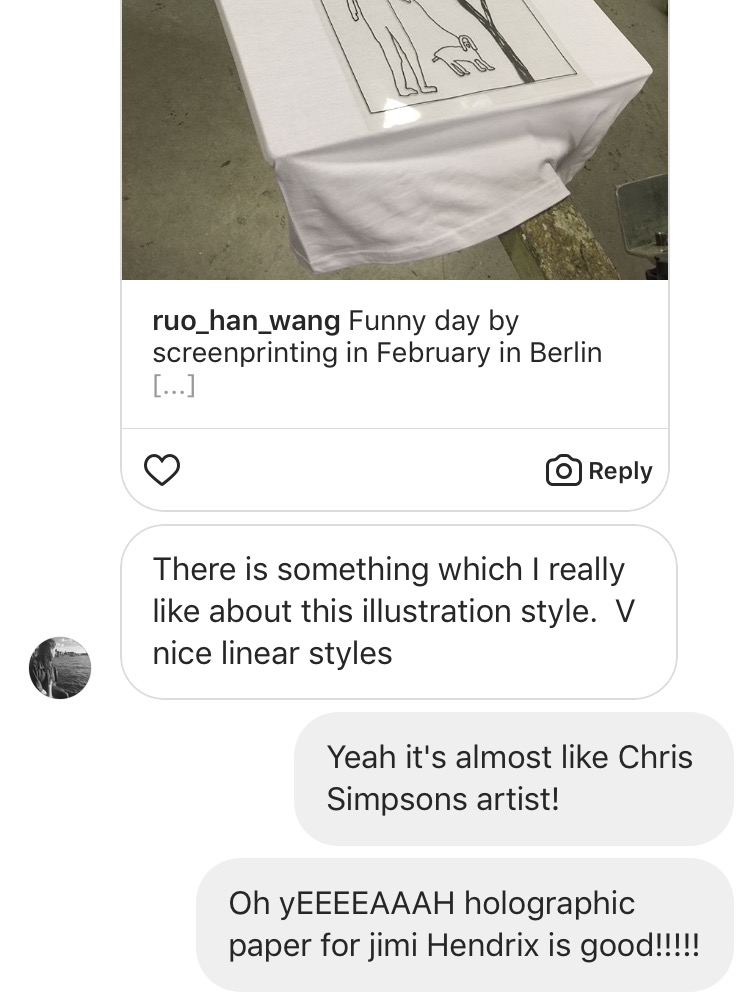 ruo_han_wang Funny day by
screenprinting in February in Berlin
[...]
Reply
There is something which I really
like about this illustration style.  V
nice linear styles
Yeah it's almost like Chris
Simpsons artist!
Oh yEEEEAAAH holographic
paper for jimi Hendrix is good!!!!!